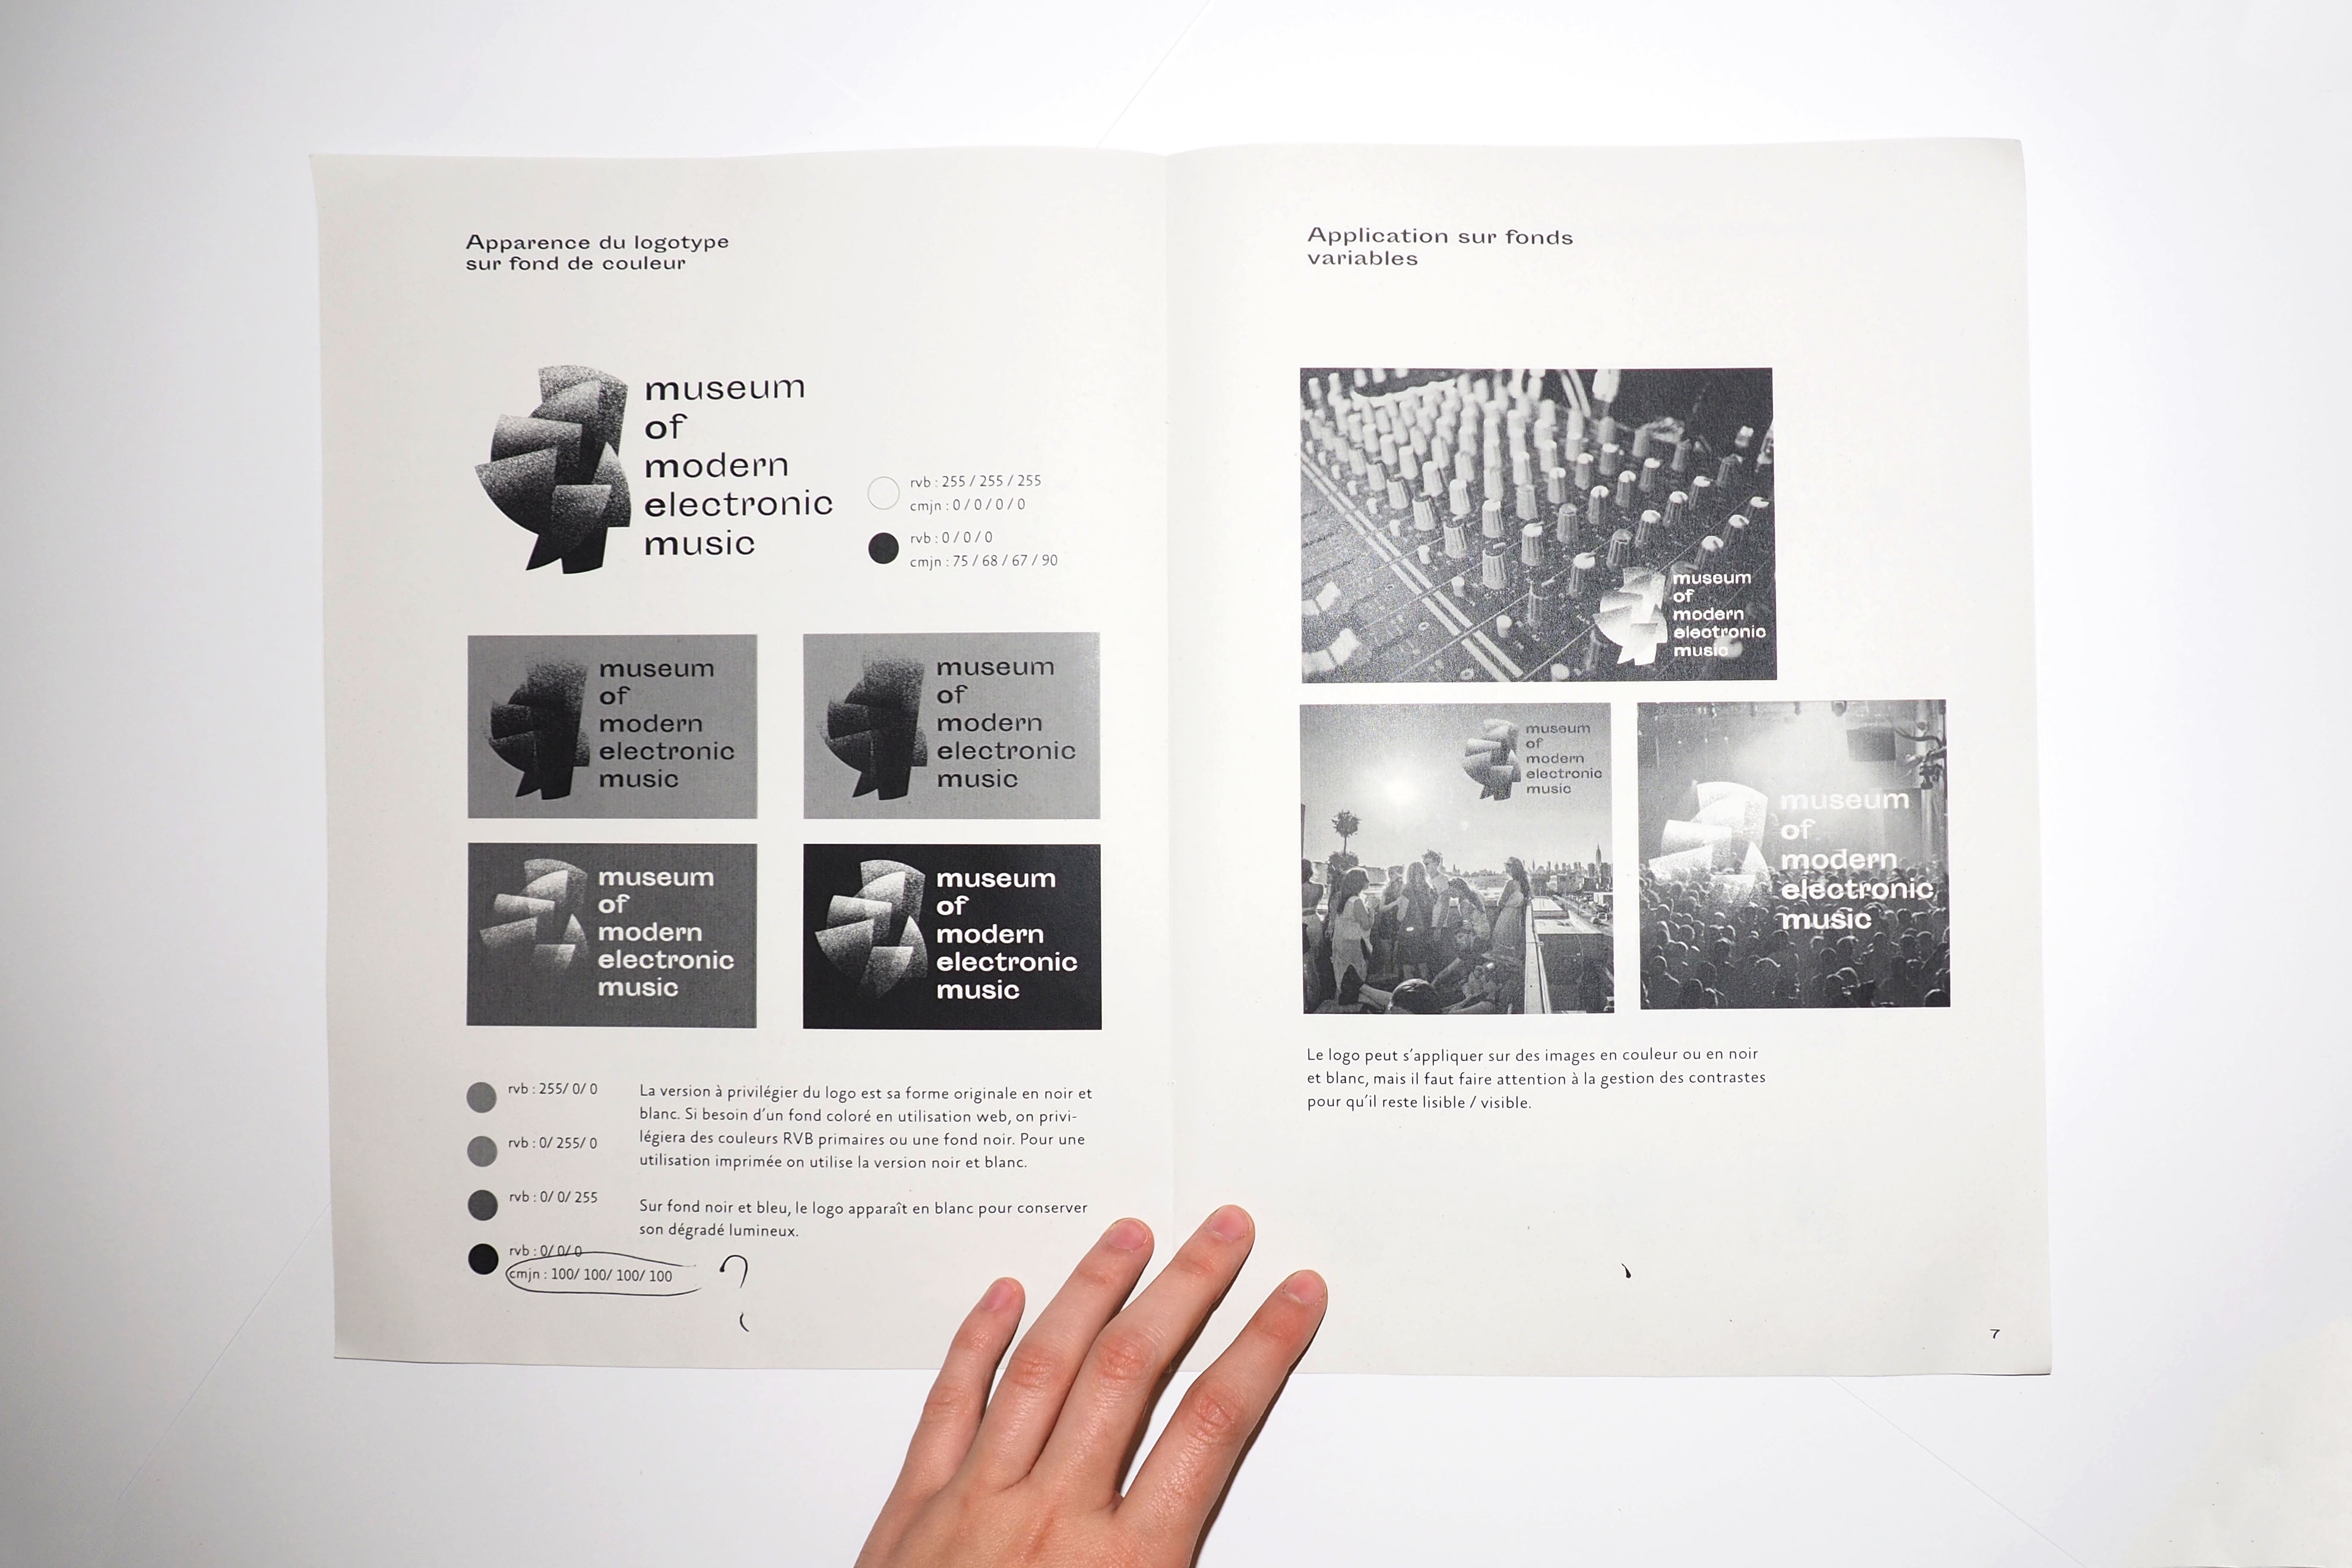 Apparence du logotype
sur fond de couleur
museum
of
modern
electronic
music
rvb : 255 / 255 / 255
cmjn : 0 / 0 / 0 / 0
rvb : 0 / 0 / 0
cmjn : 75 / 68 / 67 / 90
museum
of
modern
electronic
music
museum
of
modern
electronic
music
museum
of
modern
electronic
music
museum
of
modern
electronic
music
rvb : 255/ 0/ 0
rvb : 0/ 255/ 0
rvb : 0/ 0/ 255
rvb : 0/ 0/ 0
cmjn : 100/ 100/ 100/ 100
?
La version à privilégier du logo est sa forme originale en noir et
blanc. Si besoin d'un fond coloré en utilisation web, on privi-
légiera des couleurs RVB primaires ou une fond noir. Pour une
utilisation imprimée on utilise la version noir et blanc.
Sur fond noir et bleu, le logo apparaît en blanc pour conserver
son dégradé lumineux.
Application sur fonds
variables
museum
of
modern
electronic
music
museum
of
modern
electronic
music
museum
of
modern
electronic
music
Le logo peut s'appliquer sur des images en couleur ou en noir
et blanc, mais il faut faire attention à la gestion des contrastes
pour qu'il reste lisible / visible.
7